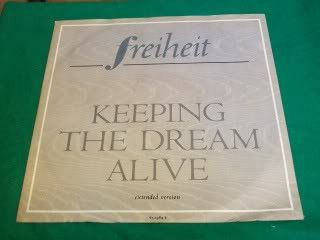 freiheit
KEEPING
THE DREAM
ALIVE
extended version